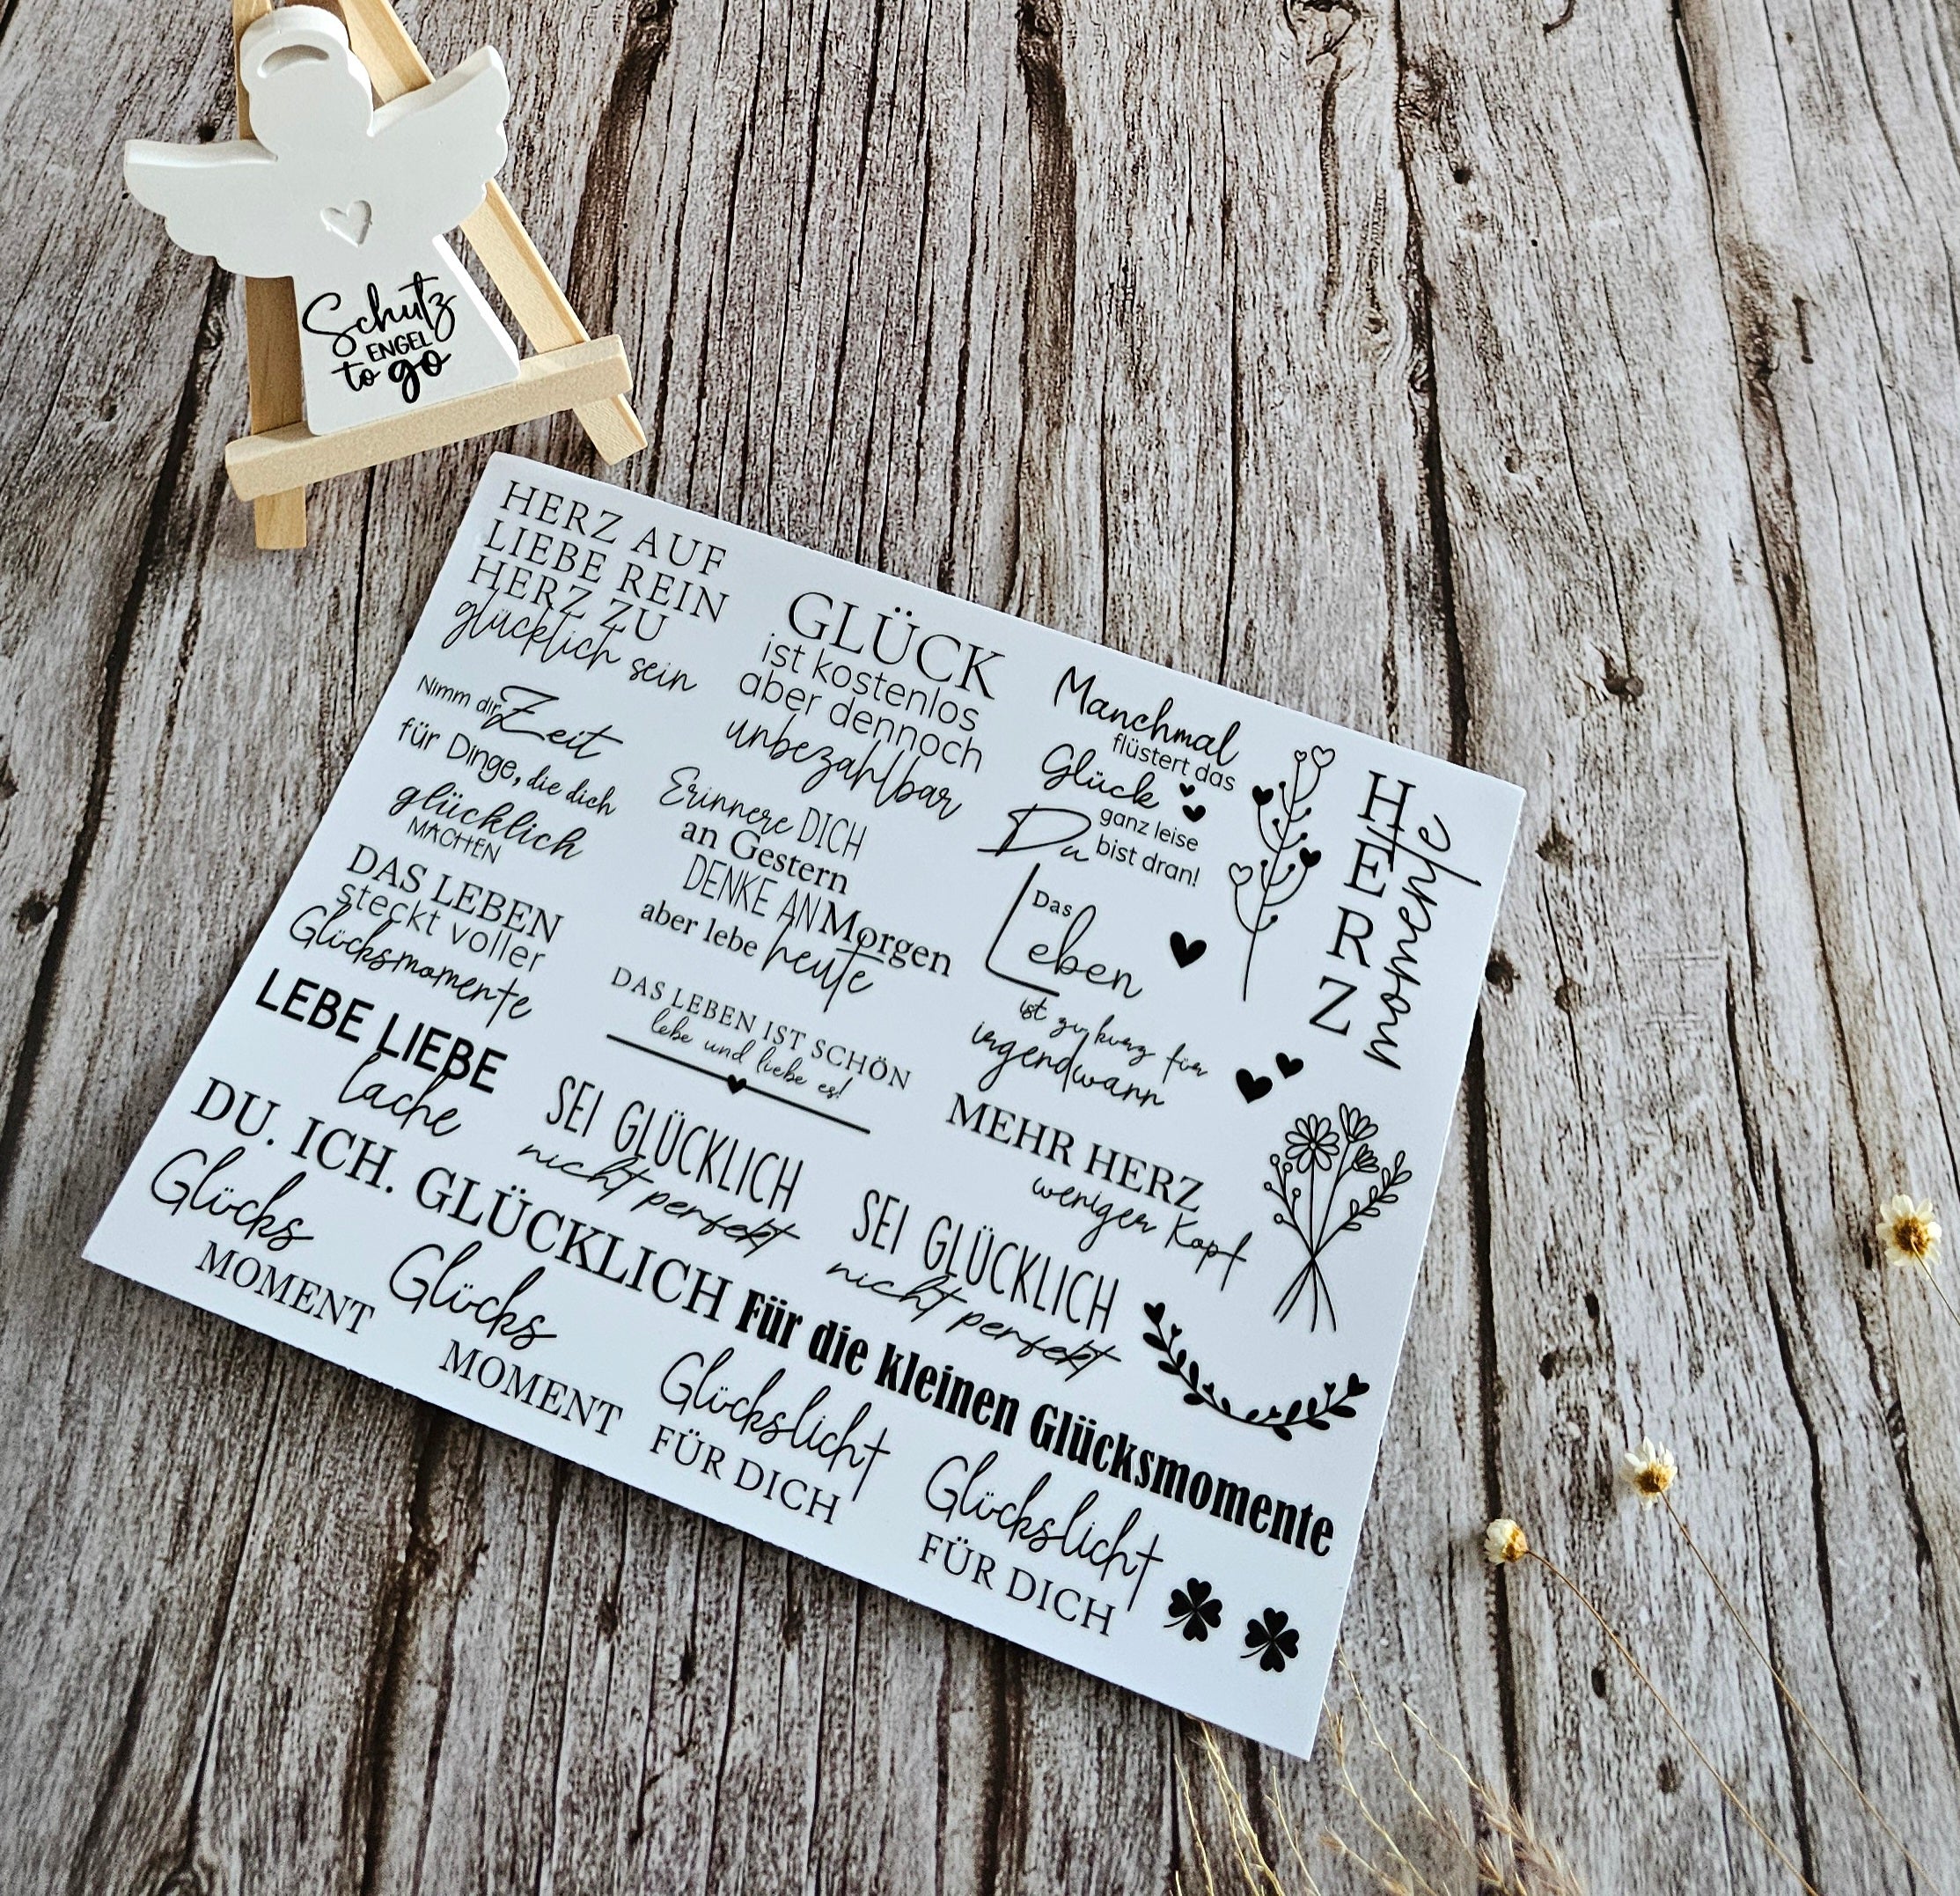 Schutz
ENGEL
to go
HERZ AUF
LIEBE REIN
HERZ ZU
glücklich sein
Nimm dir Zeit
für Dinge, die dich
glücklich
MACHEN
DAS LEBEN
steckt voller
Glücksmomente
LEBE LIEBE
lache
DU. ICH. GLÜCKLICH
Glücks
MOMENT
GLÜCK
ist kostenlos
aber dennoch
unbezahlbar
Erinnere DICH
an Gestern
DENKE AN Morgen
aber lebe heute
DAS LEBEN IST SCHÖN
lebe und liebe es!
SEI GLÜCKLICH
nicht perfekt
Glücks
MOMENT
Manchmal
flüstert das
Glück
ganz leise
Du bist dran!
Das
Leben
ist zu kurz für
irgendwann
MEHR HERZ
weniger Kopf
SEI GLÜCKLICH
nicht perfekt
HERZ
momente
Für die kleinen Glücksmomente
Glückslicht
FÜR DICH
Glückslicht
FÜR DICH